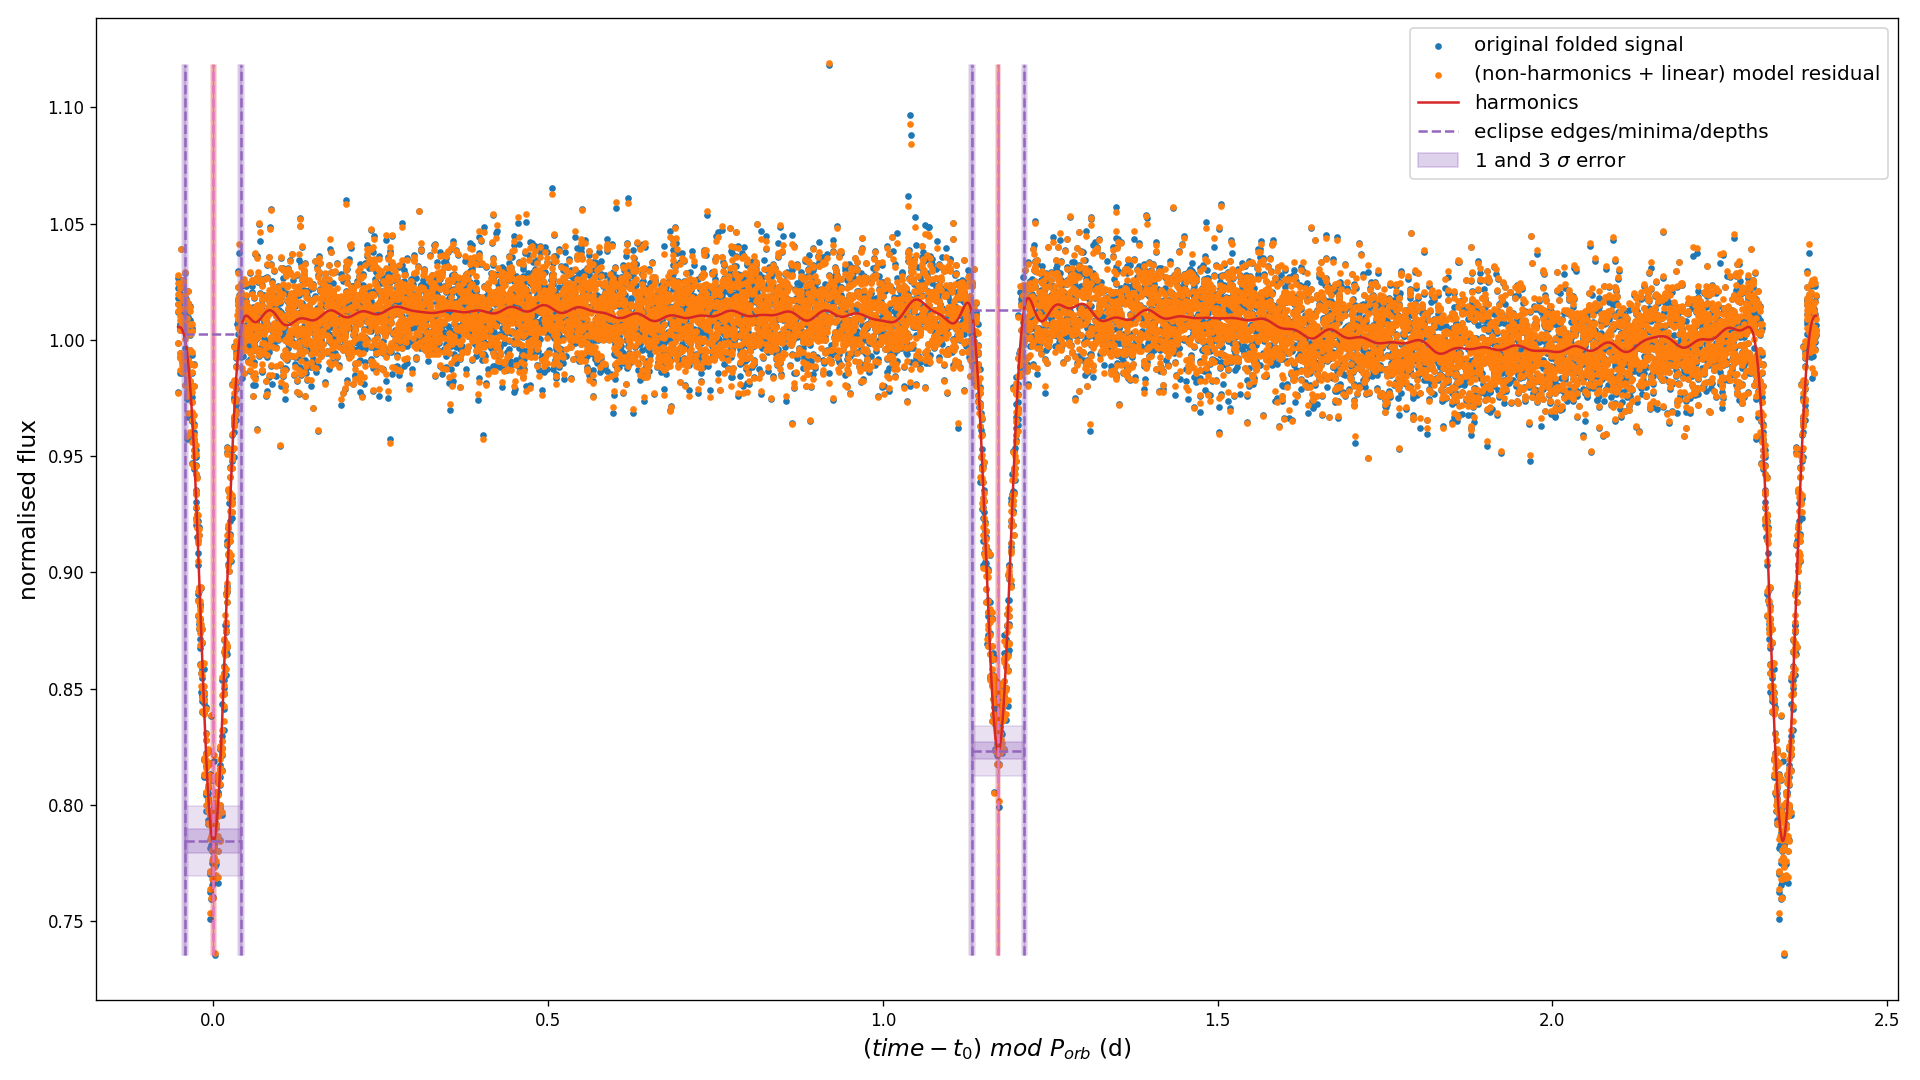 original folded signal
(non-harmonics + linear) model residual
harmonics
eclipse edges/minima/depths
1 and 3 σ error
normalised flux
1.10
1.05
1.00
0.95
0.90
0.85
0.80
0.75
0.0
0.5
1.0
1.5
2.0
2.5
(time − t₀) mod Pₒᵣb (d)